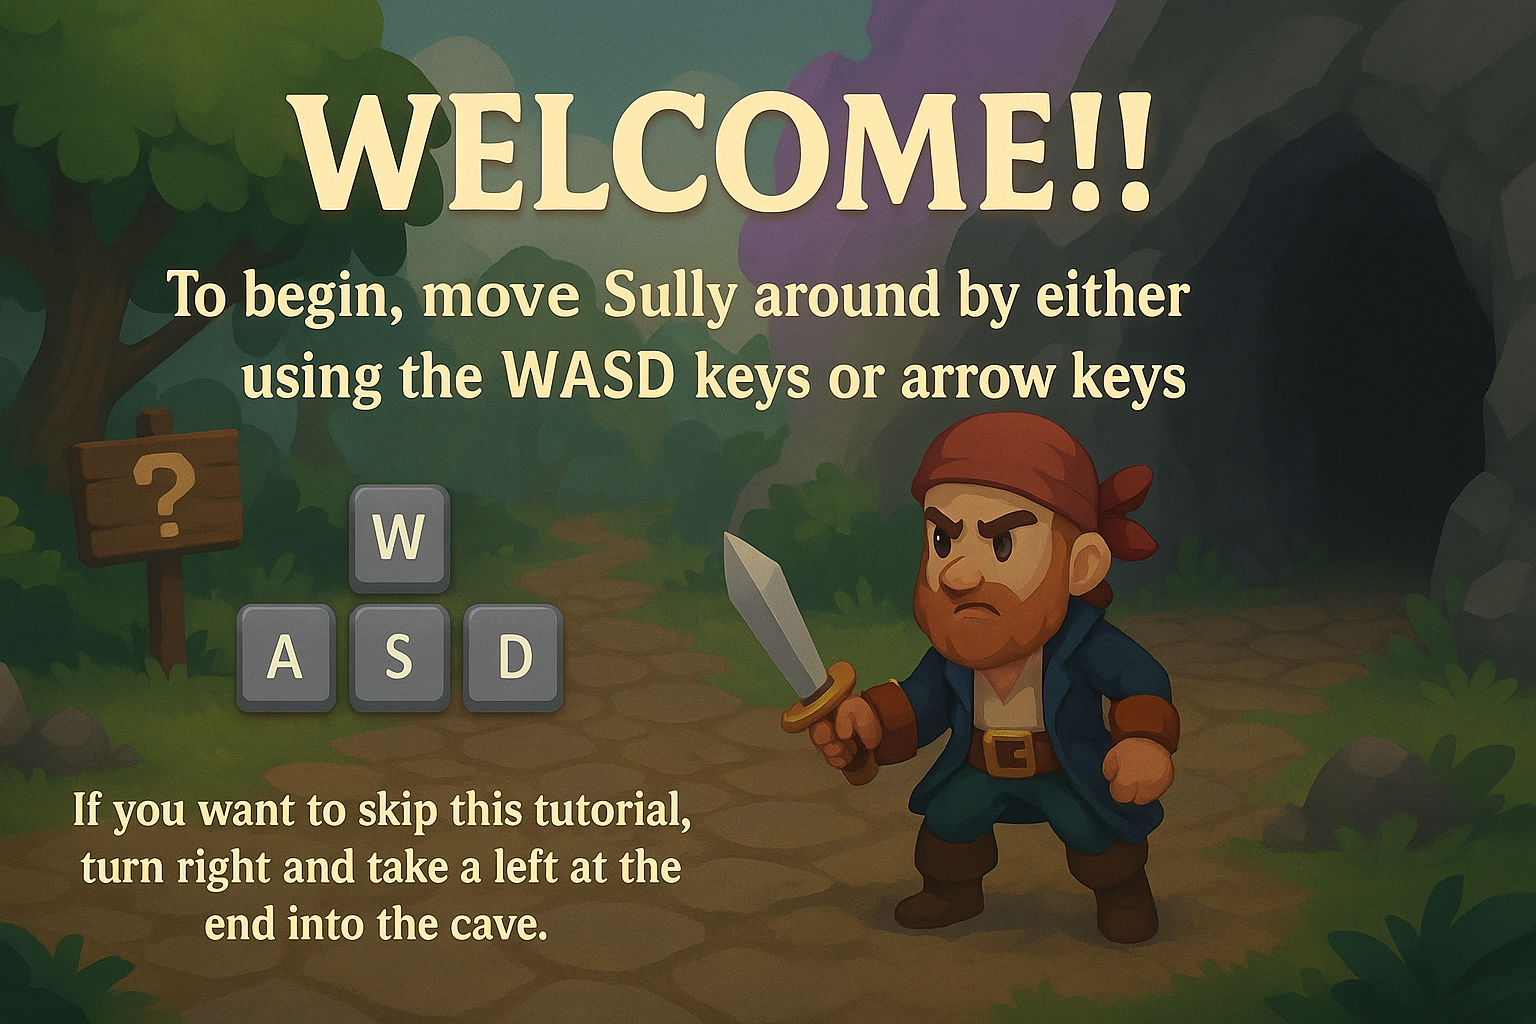 WELCOME!!
To begin, move Sully around by either
using the WASD keys or arrow keys
?
W
A S D
If you want to skip this tutorial,
turn right and take a left at the
end into the cave.